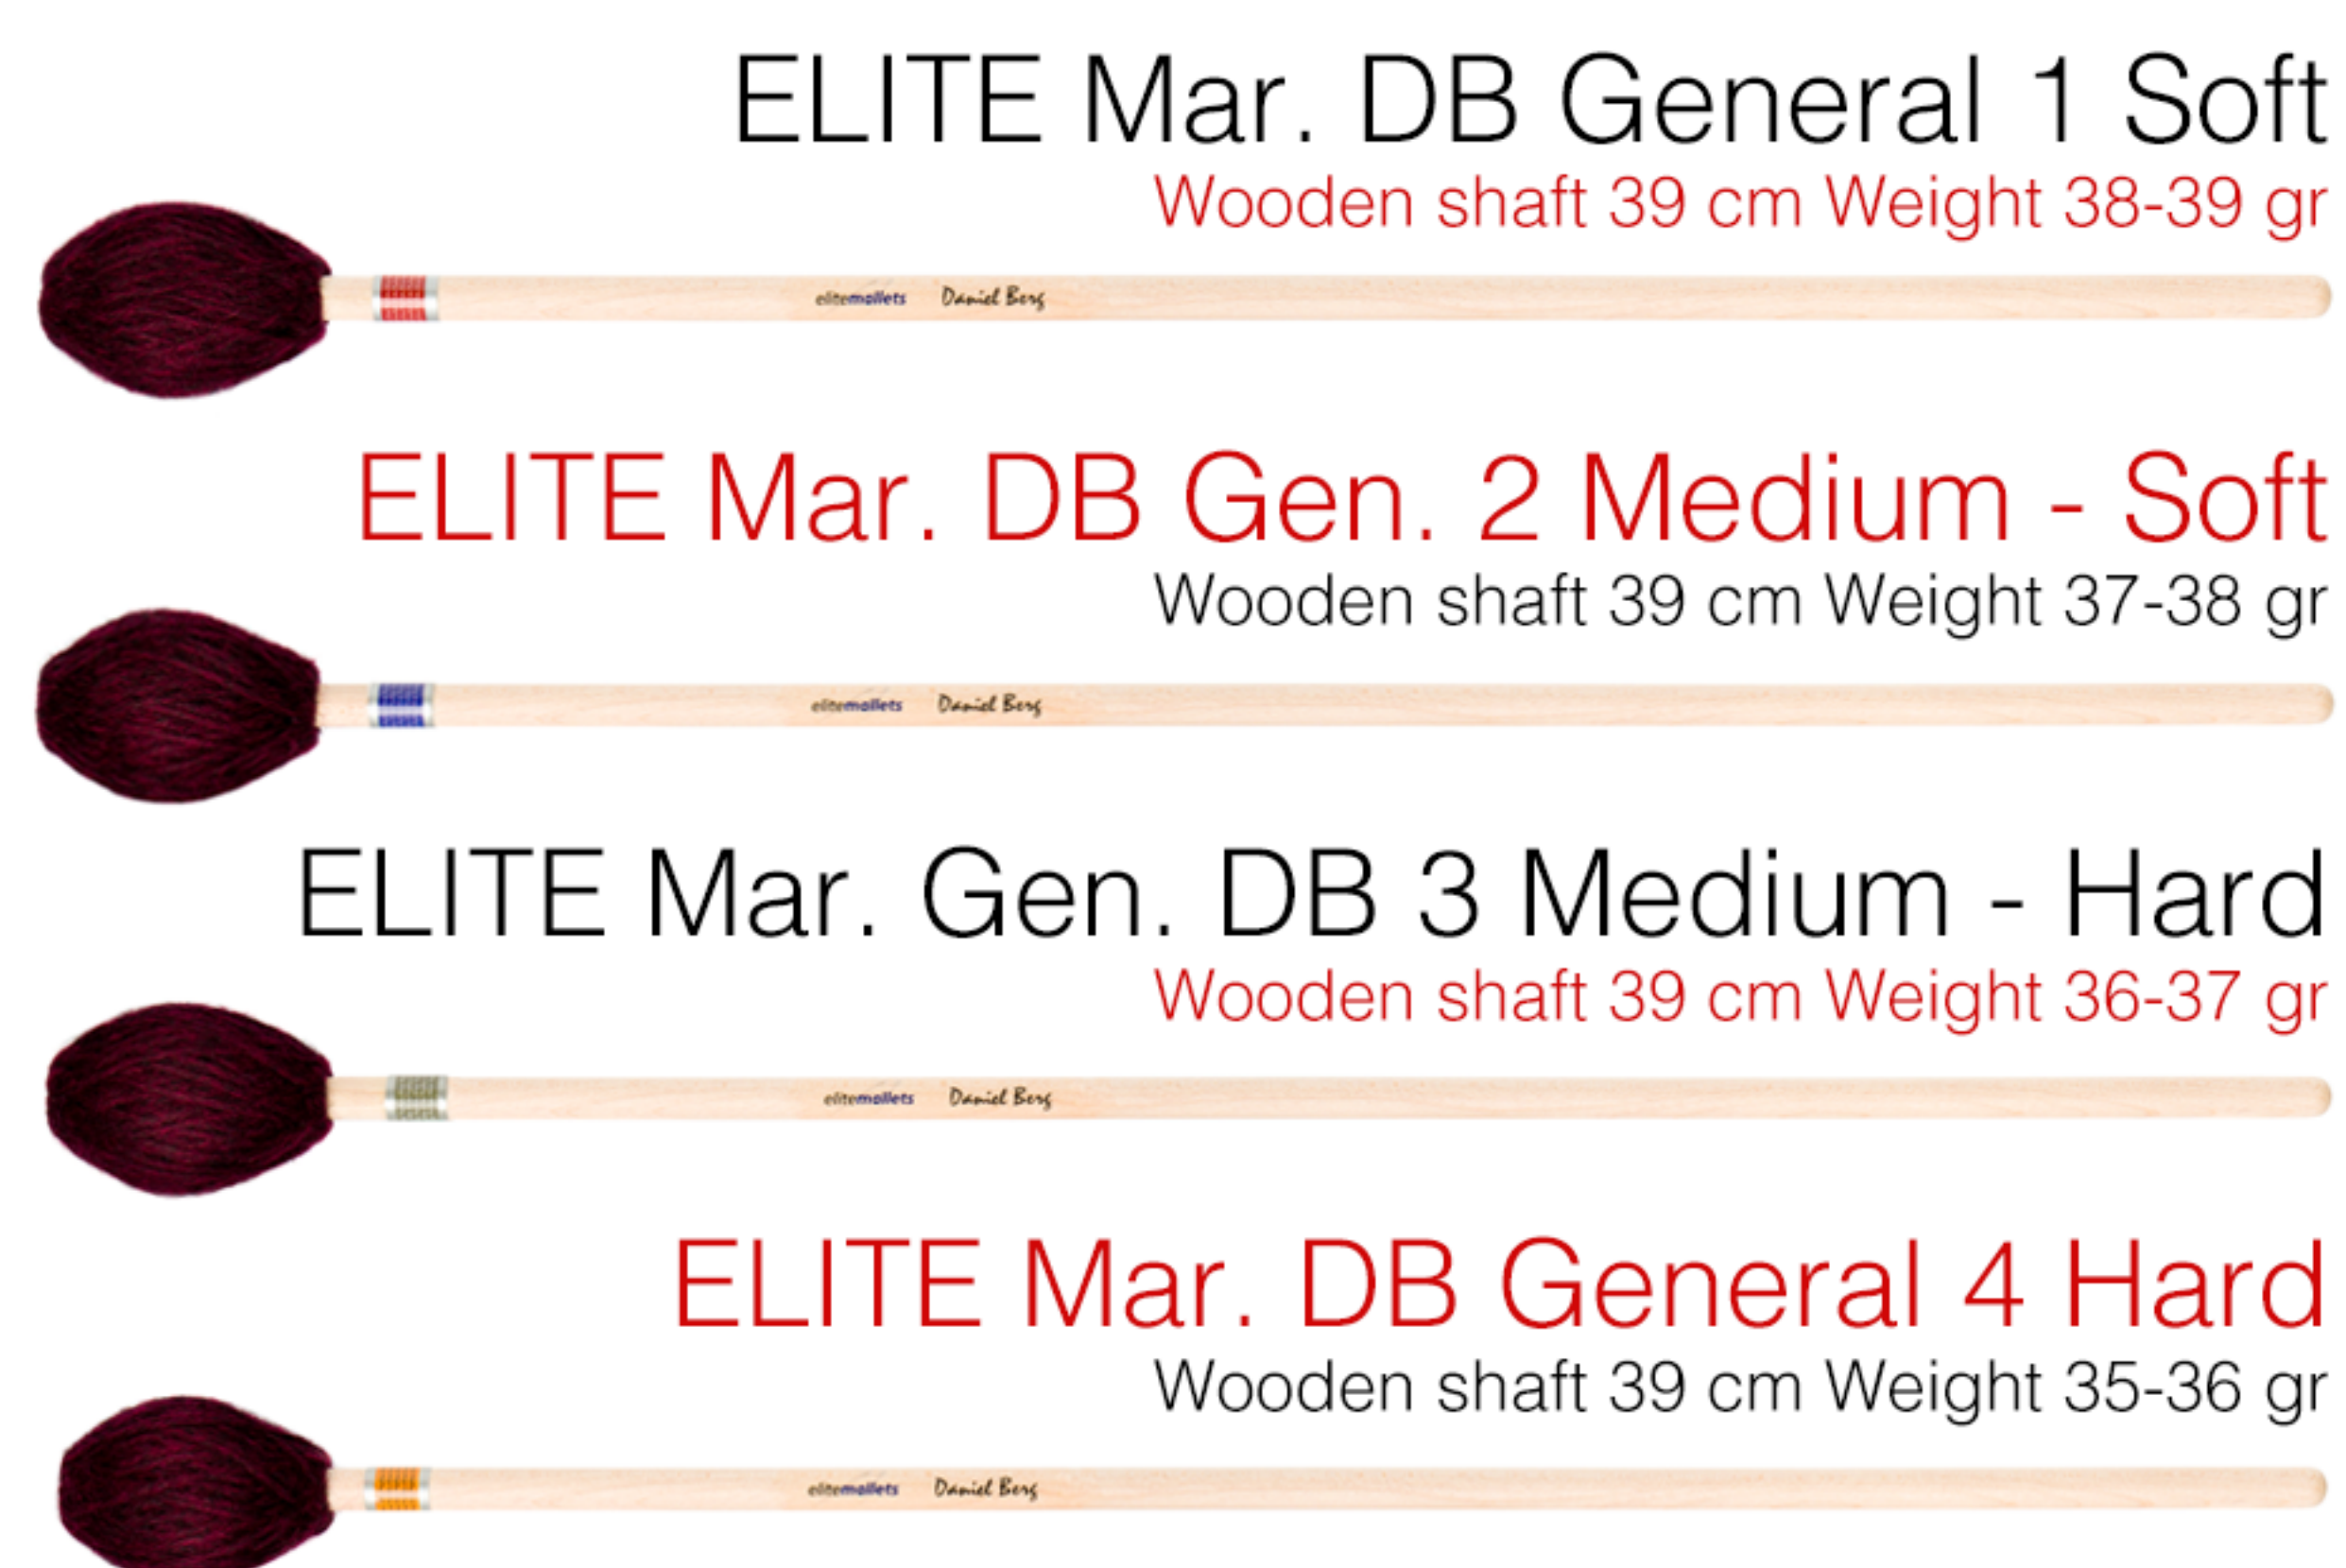 ELITE Mar. DB General 1 Soft
Wooden shaft 39 cm Weight 38-39 gr
elitemallets Daniel Berg
ELITE Mar. DB Gen. 2 Medium - Soft
Wooden shaft 39 cm Weight 37-38 gr
elitemallets Daniel Berg
ELITE Mar. Gen. DB 3 Medium - Hard
Wooden shaft 39 cm Weight 36-37 gr
elitemallets Daniel Berg
ELITE Mar. DB General 4 Hard
Wooden shaft 39 cm Weight 35-36 gr
elitemallets Daniel Berg